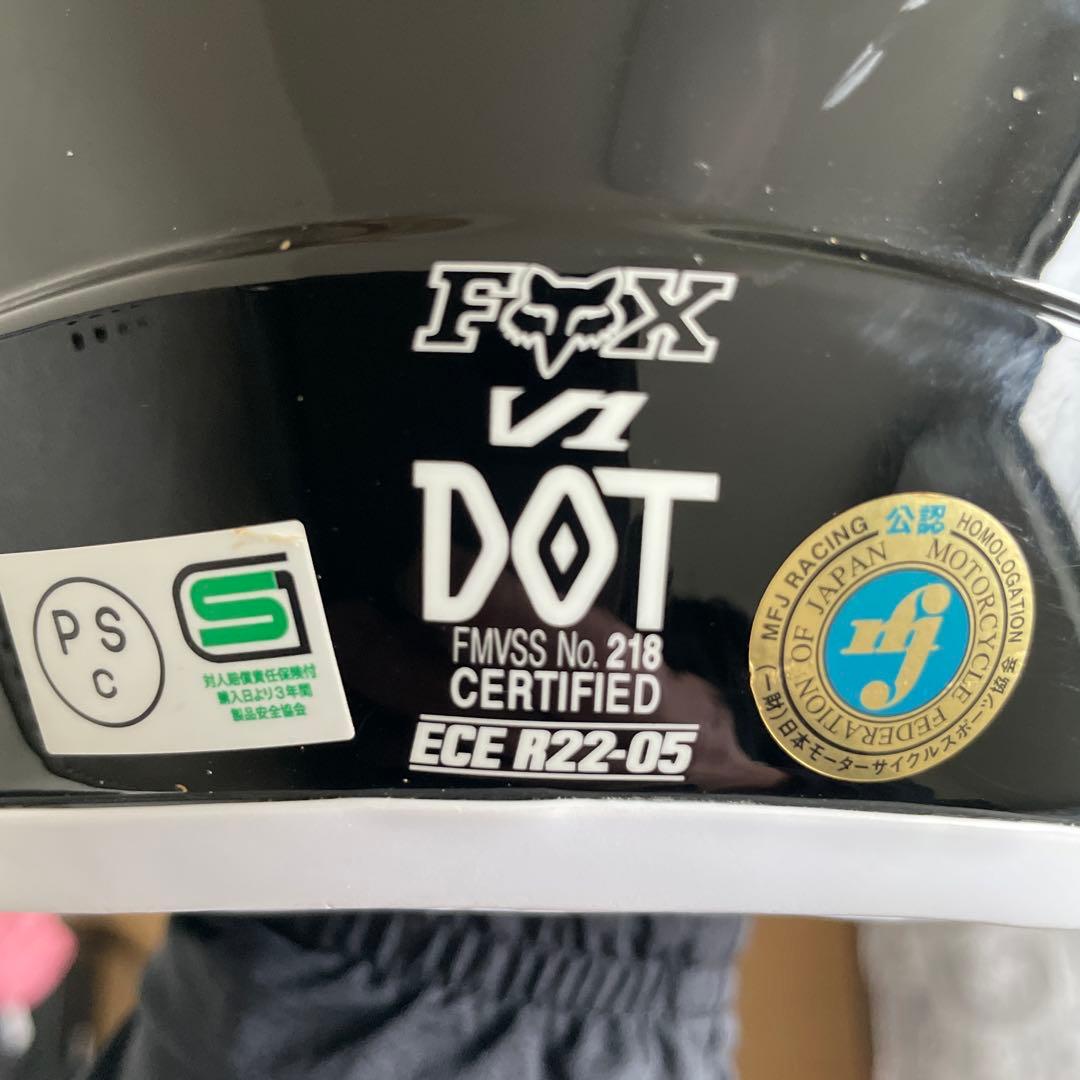 FOX
V1
DOT
FMVSS No. 218
CERTIFIED
ECE R22-05
PS
C
S
対人賠償責任保険付
購入日より3年間
製品安全協会
MFJ RACING 公認 HOMOLOGATION
MOTORCYCLE FEDERATION OF JAPAN
mfj
(一財)日本モーターサイクルスポーツ協会